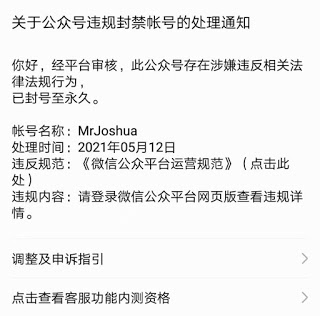 关于公众号违规封禁帐号的处理通知
你好，经平台审核，此公众号存在涉嫌违反相关法
律法规行为，
已封号至永久。
帐号名称：MrJoshua
处理时间：2021年05月12日
违反规范：《微信公众平台运营规范》（点击此
处）
违规内容：请登录微信公众平台网页版查看违规详
情。
调整及申诉指引
点击查看客服功能内测资格